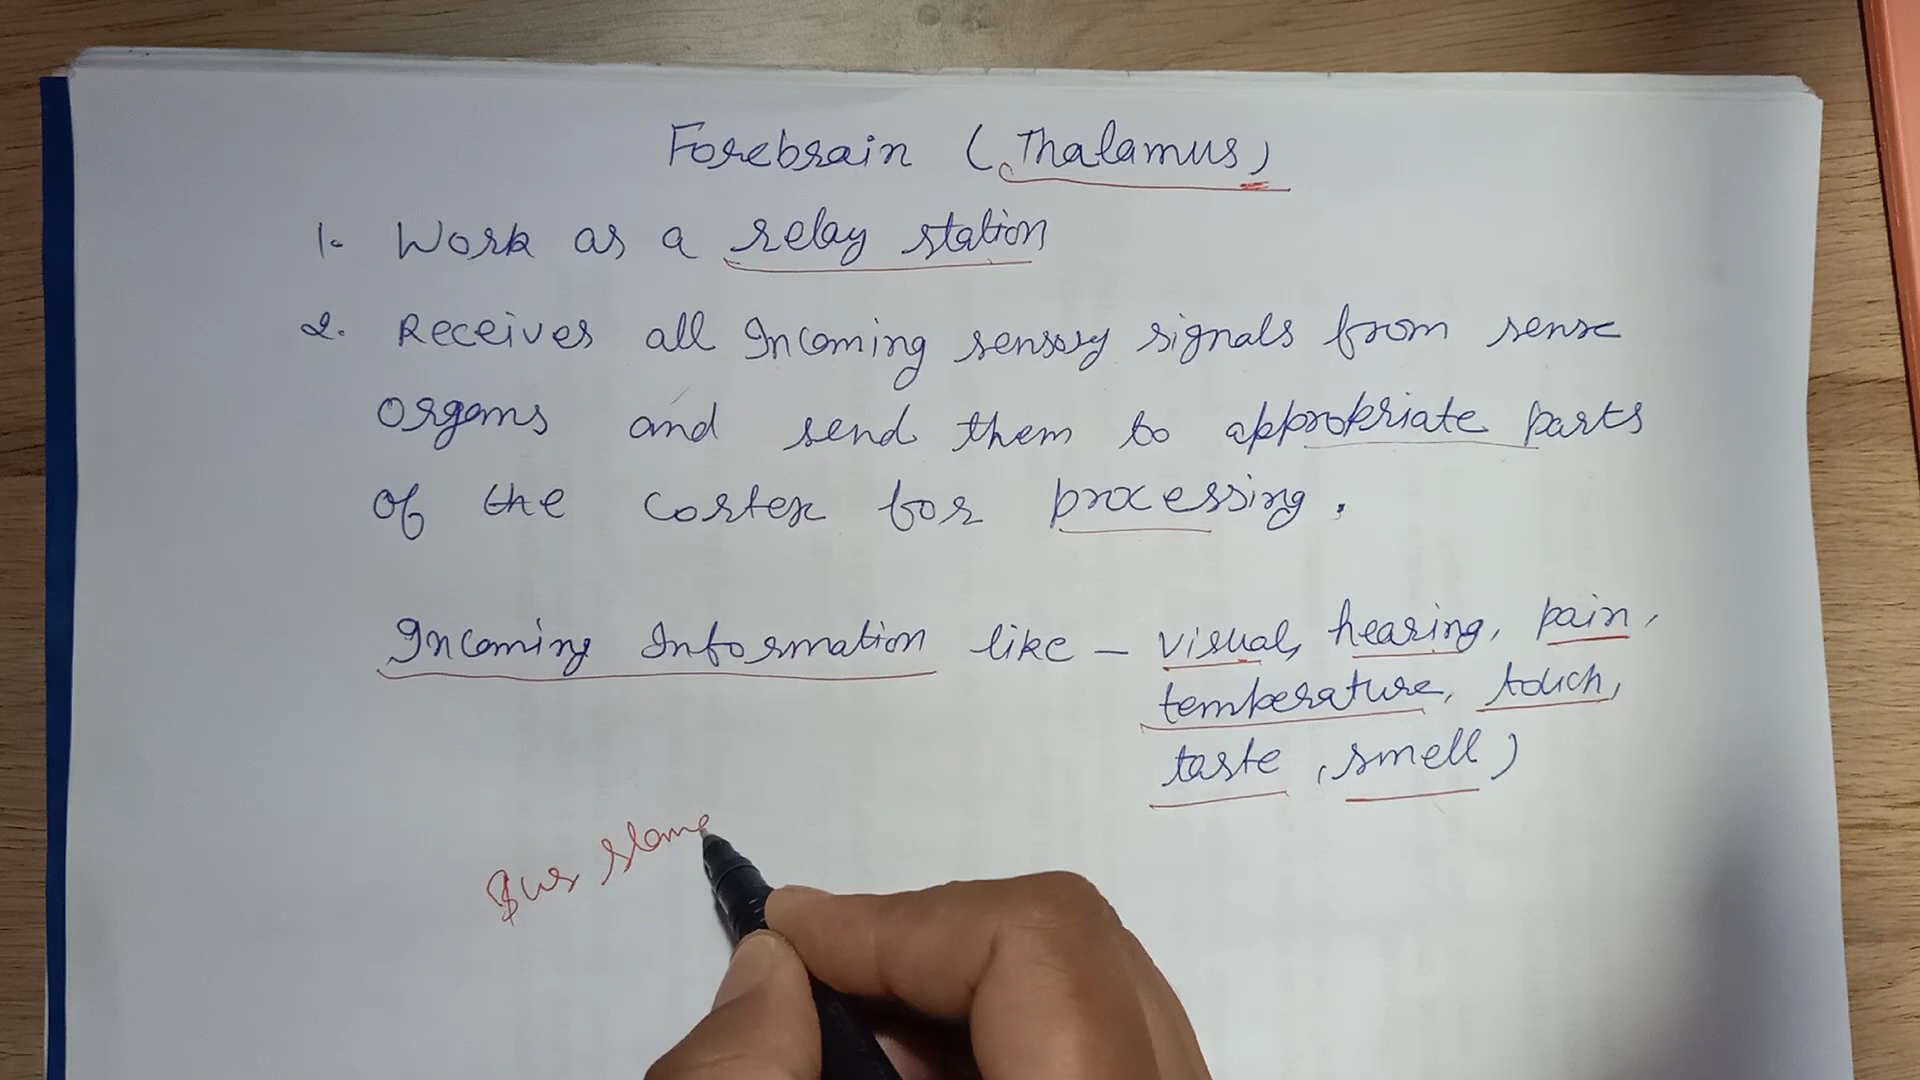 Forebrain (Thalamus)
1. Work as a relay station
2. Receives all Incoming sensory signals from sense
organs and send them to appropriate parts
of the cortex for processing.
Incoming Information like - visual, hearing, pain,
temperature, touch,
taste, smell)